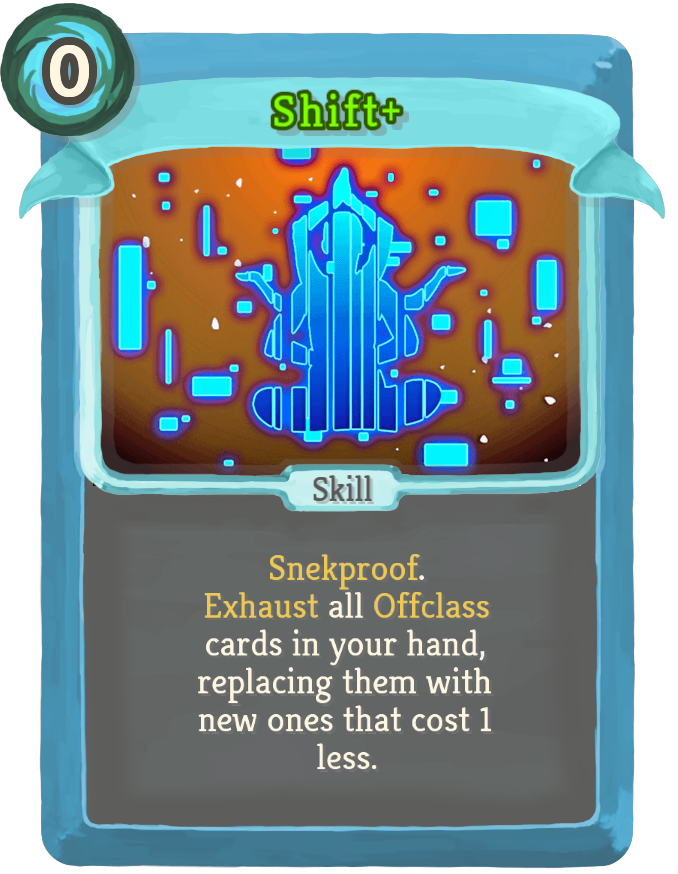 0
Shift+
Skill
Snekproof.
Exhaust all Offclass
cards in your hand,
replacing them with
new ones that cost 1
less.